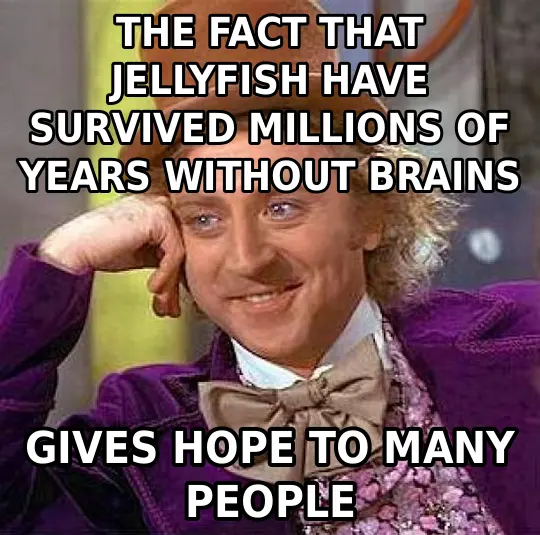 THE FACT THAT
JELLYFISH HAVE
SURVIVED MILLIONS OF
YEARS WITHOUT BRAINS
GIVES HOPE TO MANY
PEOPLE